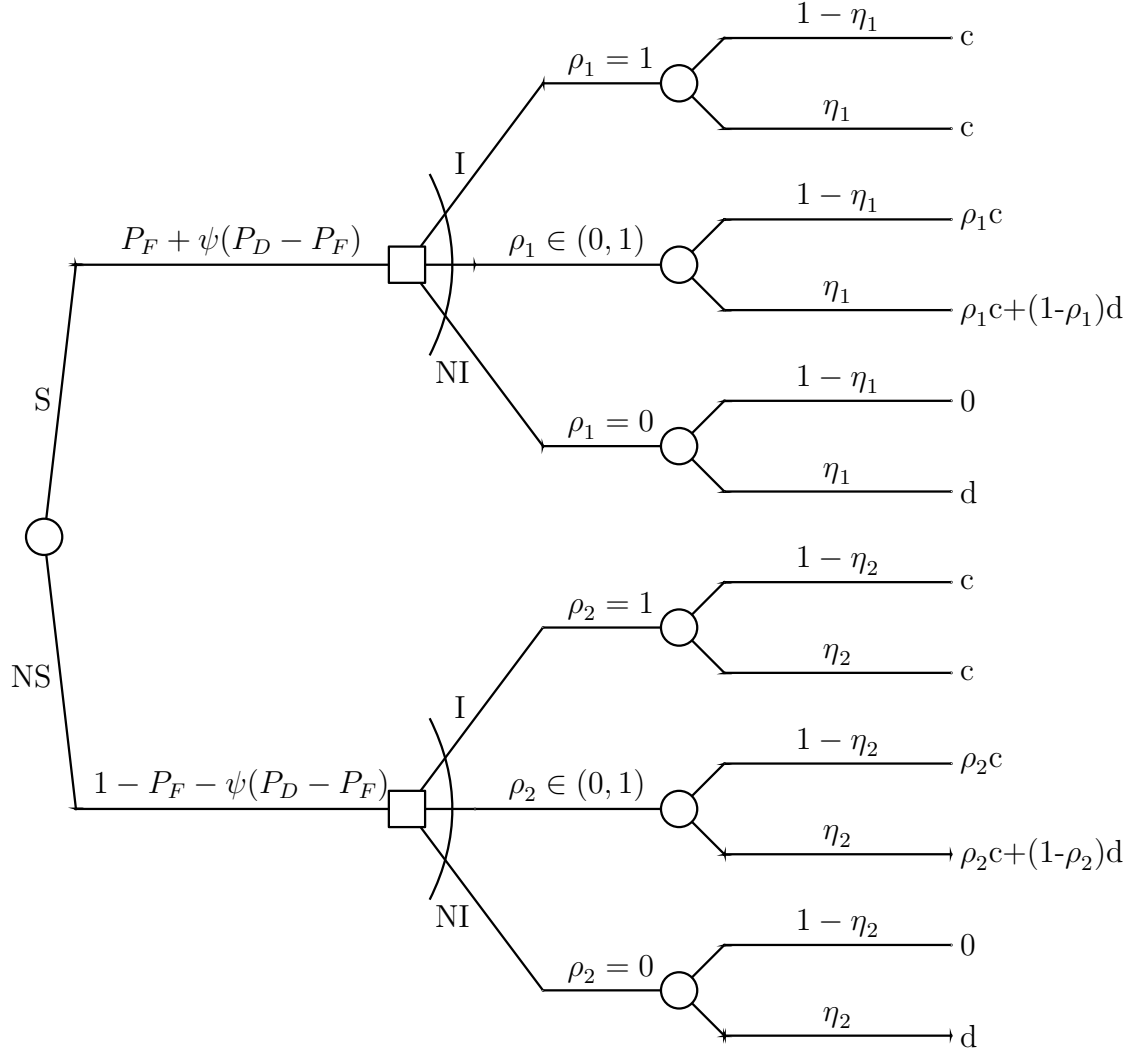 1 − η₁
c
ρ₁ = 1
η₁
c
I
1 − η₁
ρ₁c
P_F + ψ(P_D − P_F)
ρ₁ ∈ (0, 1)
η₁
ρ₁c+(1-ρ₁)d
NI
1 − η₁
0
S
ρ₁ = 0
η₁
d
1 − η₂
c
ρ₂ = 1
η₂
c
NS
I
1 − η₂
ρ₂c
1 − P_F − ψ(P_D − P_F)
ρ₂ ∈ (0, 1)
η₂
ρ₂c+(1-ρ₂)d
NI
1 − η₂
0
ρ₂ = 0
η₂
d